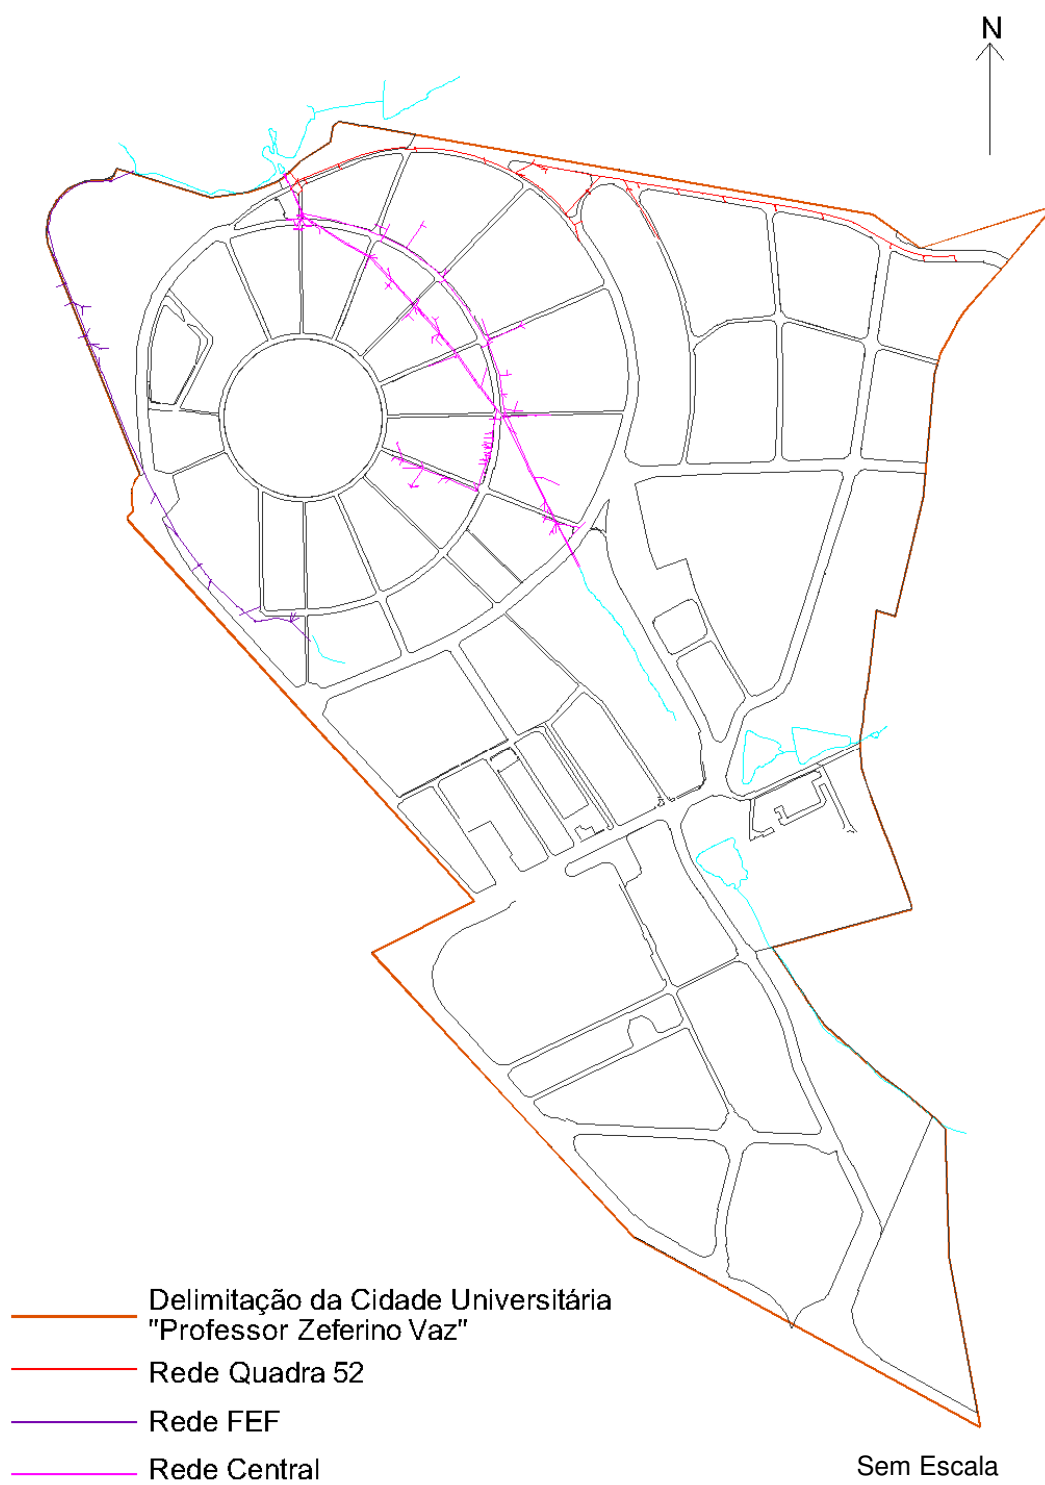 N
Delimitação da Cidade Universitária
"Professor Zeferino Vaz"
Rede Quadra 52
Rede FEF
Rede Central
Sem Escala